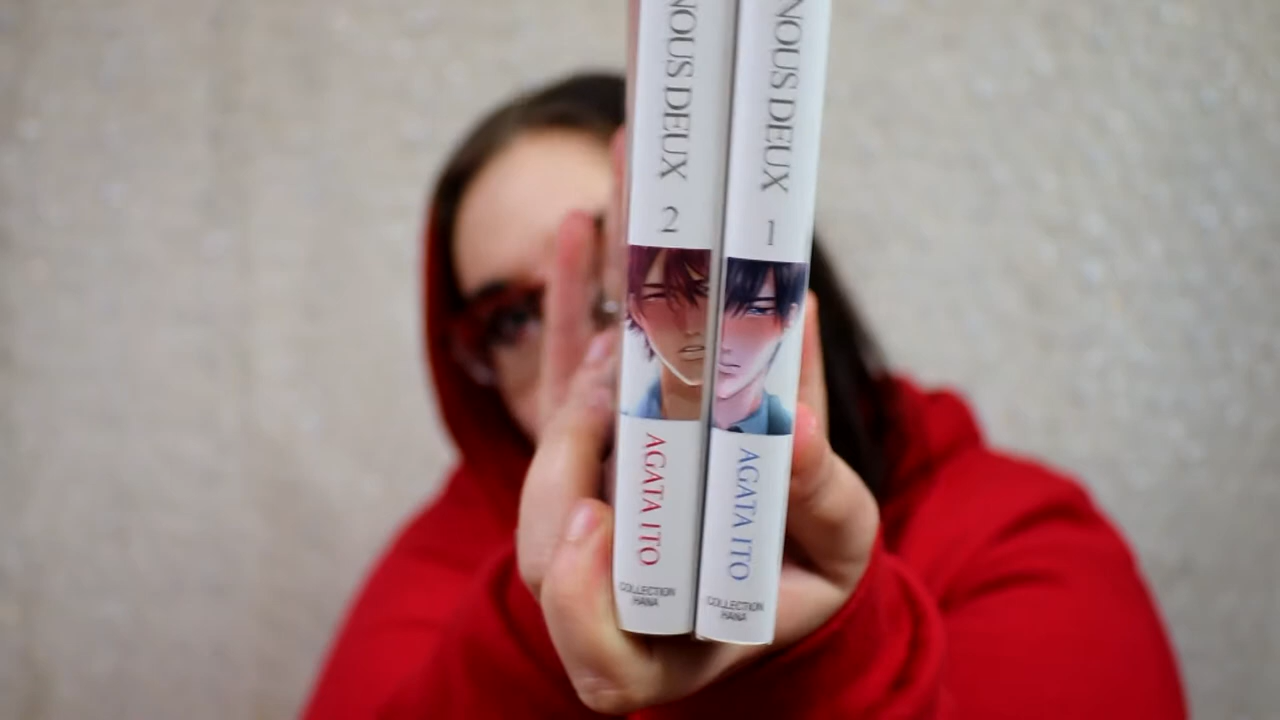 NOUS DEUX 2
AGATA ITO
COLLECTION
HANA
NOUS DEUX 1
AGATA ITO
COLLECTION
HANA